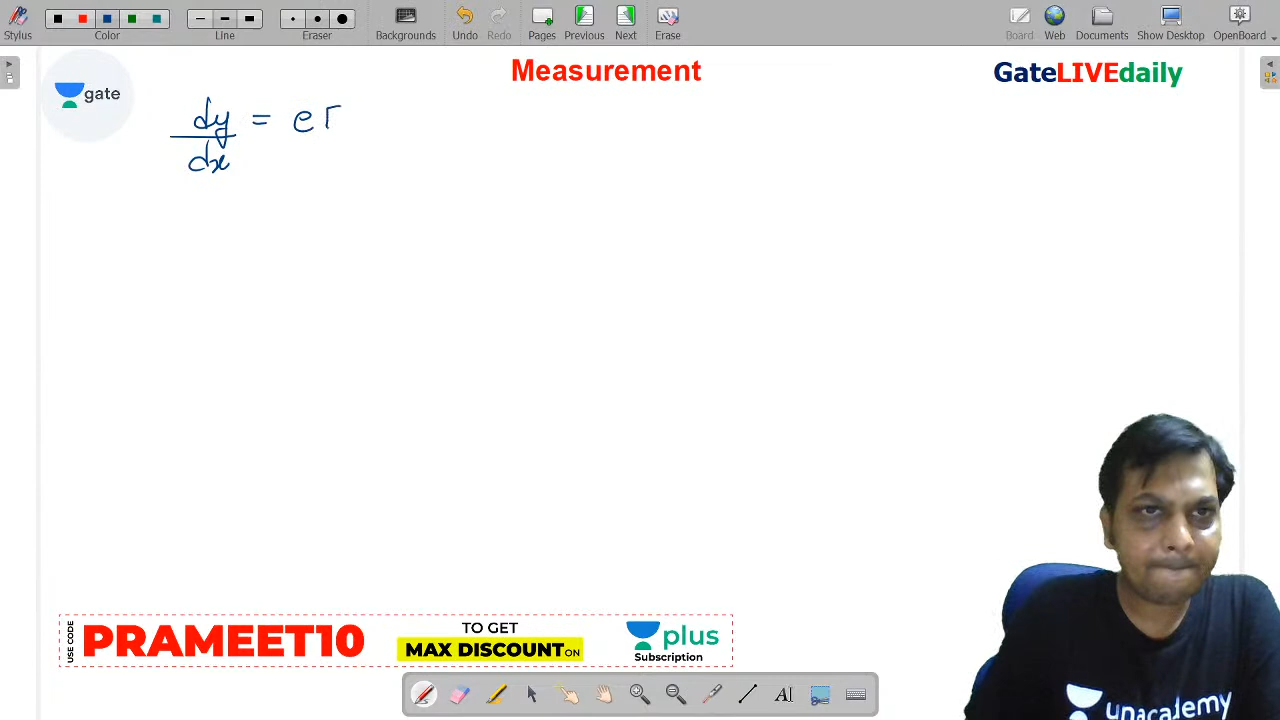 Stylus Color Line Eraser Backgrounds Undo Redo Pages Previous Next Erase Board Web Documents Show Desktop OpenBoard
Measurement
GateLIVEdaily
gate
dy/dx = e r
USE CODE
PRAMEET10
TO GET
MAX DISCOUNT ON
plus
Subscription
unacademy